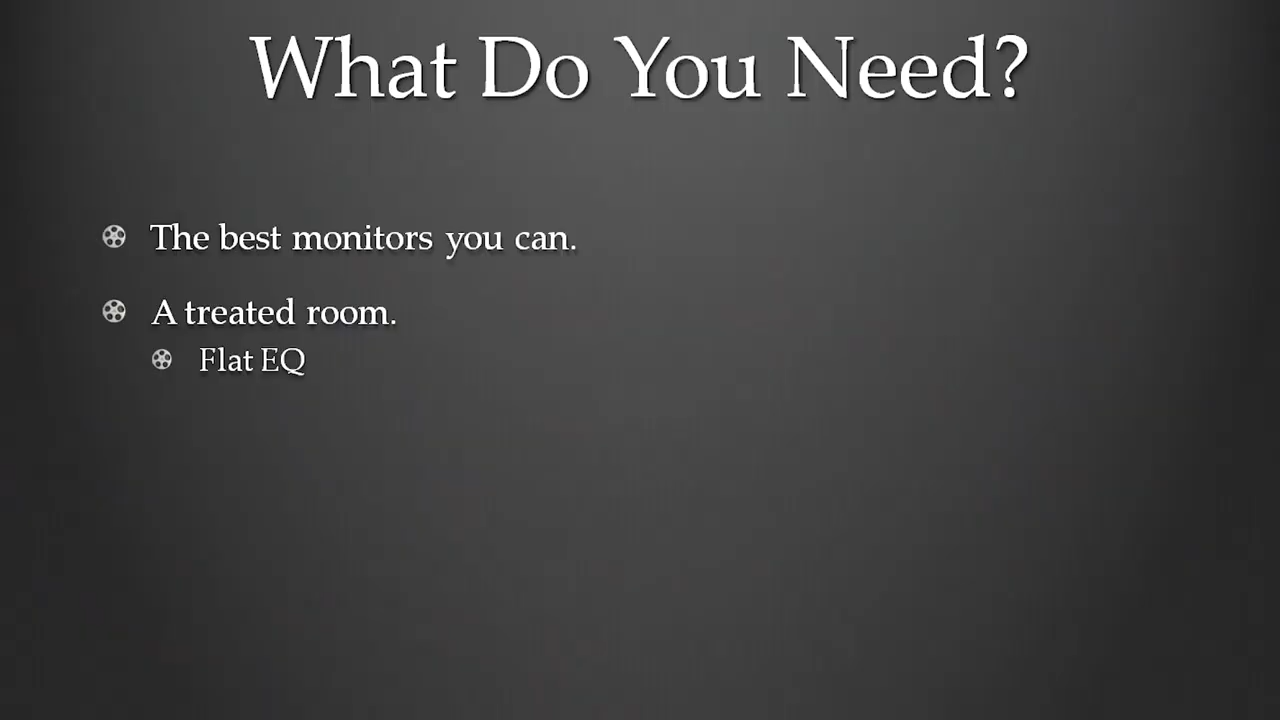 What Do You Need?
The best monitors you can.
A treated room.
Flat EQ